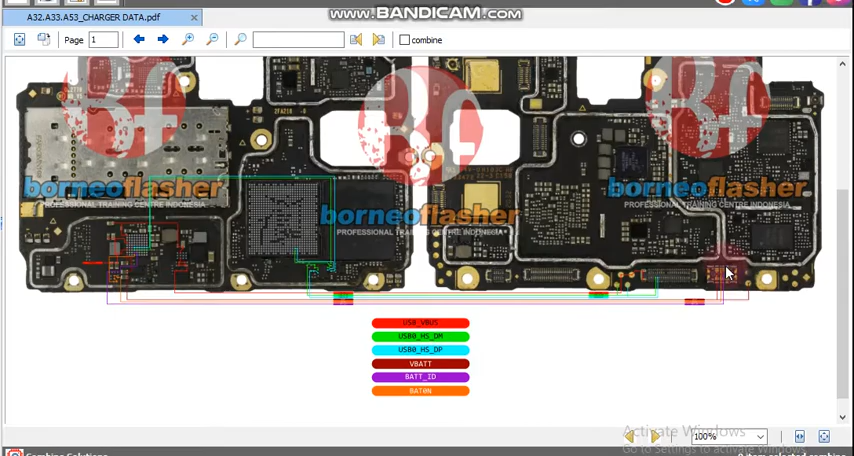 www.BANDICAM.com
A32.A33.A53_CHARGER DATA.pdf
Page 1
combine
borneoflasher
PROFESSIONAL TRAINING CENTRE INDONESIA
borneoflasher
PROFESSIONAL TRAINING CENTRE INDONESIA
borneoflasher
PROFESSIONAL TRAINING CENTRE INDONESIA
USB_VBUS
USB0_HS_DM
USB0_HS_DP
VBATT
BATT_ID
BATON
Activate Windows
Go to Settings to activate Windows.
100%